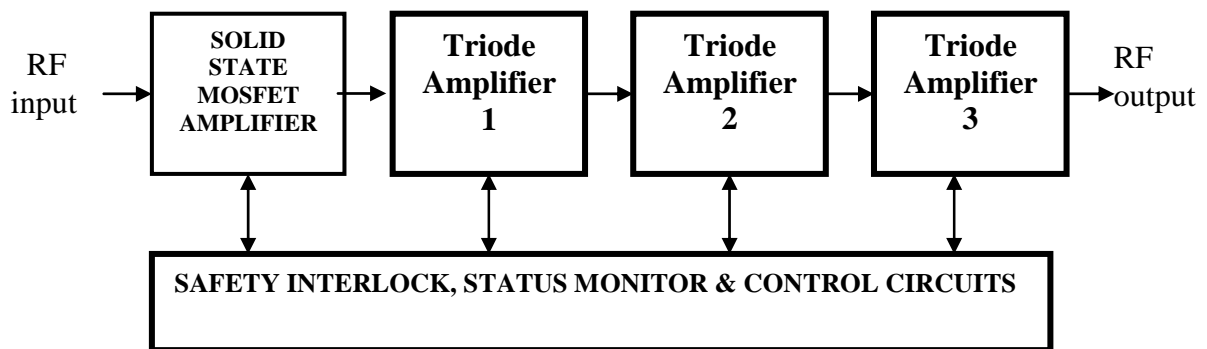 RF
input
SOLID
STATE
MOSFET
AMPLIFIER
Triode
Amplifier
1
Triode
Amplifier
2
Triode
Amplifier
3
RF
output
SAFETY INTERLOCK, STATUS MONITOR & CONTROL CIRCUITS